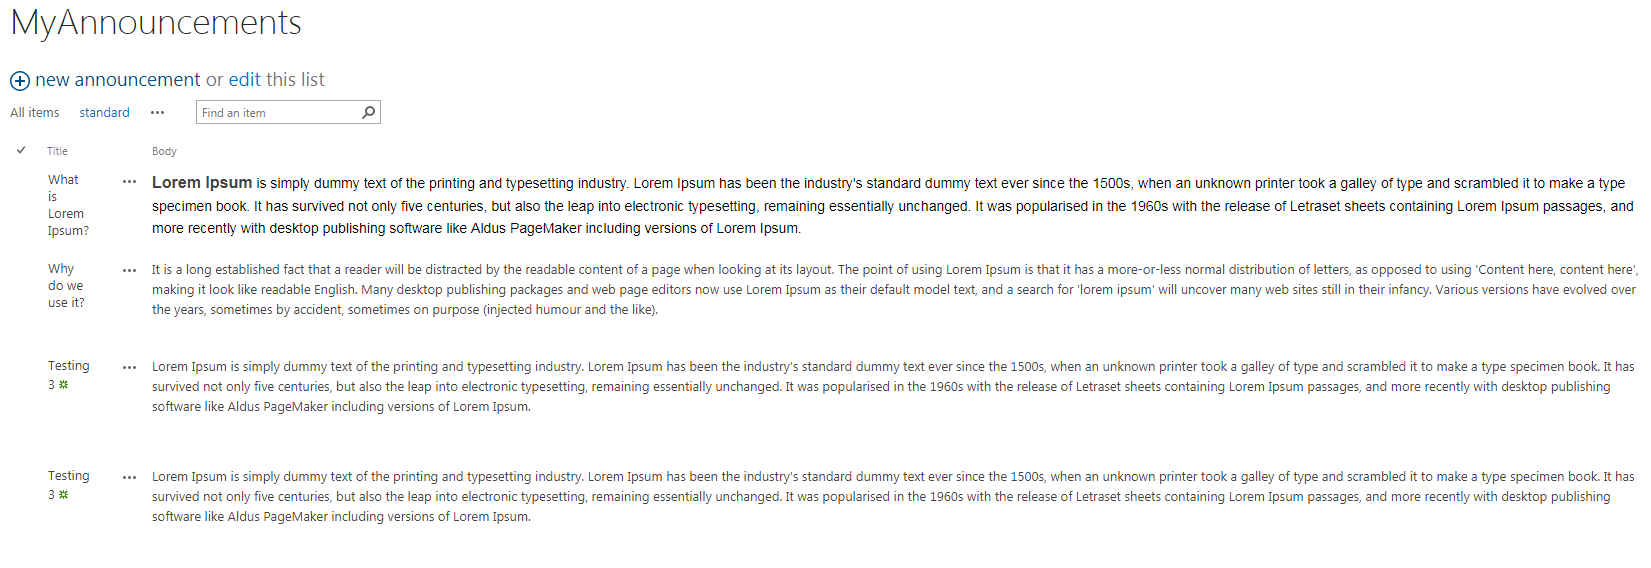 MyAnnouncements
new announcement or edit this list
All items standard ••• Find an item
Title Body
What
is
Lorem
Ipsum?
••• Lorem Ipsum is simply dummy text of the printing and typesetting industry. Lorem Ipsum has been the industry's standard dummy text ever since the 1500s, when an unknown printer took a galley of type and scrambled it to make a type
specimen book. It has survived not only five centuries, but also the leap into electronic typesetting, remaining essentially unchanged. It was popularised in the 1960s with the release of Letraset sheets containing Lorem Ipsum passages, and
more recently with desktop publishing software like Aldus PageMaker including versions of Lorem Ipsum.
Why
do we
use it?
••• It is a long established fact that a reader will be distracted by the readable content of a page when looking at its layout. The point of using Lorem Ipsum is that it has a more-or-less normal distribution of letters, as opposed to using 'Content here, content here',
making it look like readable English. Many desktop publishing packages and web page editors now use Lorem Ipsum as their default model text, and a search for 'lorem ipsum' will uncover many web sites still in their infancy. Various versions have evolved over
the years, sometimes by accident, sometimes on purpose (injected humour and the like).
Testing
3
••• Lorem Ipsum is simply dummy text of the printing and typesetting industry. Lorem Ipsum has been the industry's standard dummy text ever since the 1500s, when an unknown printer took a galley of type and scrambled it to make a type specimen book. It has
survived not only five centuries, but also the leap into electronic typesetting, remaining essentially unchanged. It was popularised in the 1960s with the release of Letraset sheets containing Lorem Ipsum passages, and more recently with desktop publishing
software like Aldus PageMaker including versions of Lorem Ipsum.
Testing
3
••• Lorem Ipsum is simply dummy text of the printing and typesetting industry. Lorem Ipsum has been the industry's standard dummy text ever since the 1500s, when an unknown printer took a galley of type and scrambled it to make a type specimen book. It has
survived not only five centuries, but also the leap into electronic typesetting, remaining essentially unchanged. It was popularised in the 1960s with the release of Letraset sheets containing Lorem Ipsum passages, and more recently with desktop publishing
software like Aldus PageMaker including versions of Lorem Ipsum.